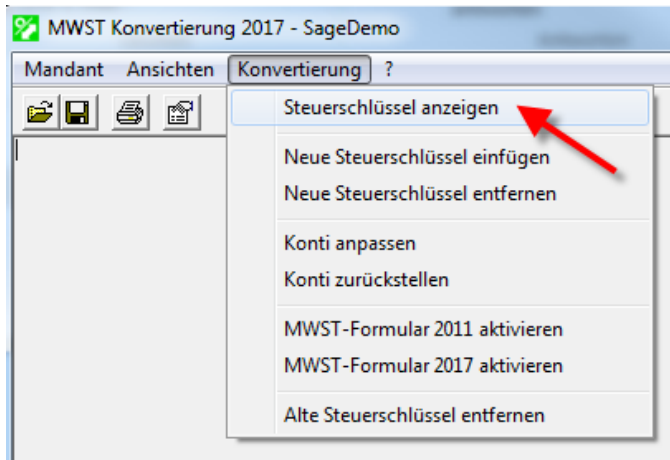 MWST Konvertierung 2017 - SageDemo
Mandant Ansichten Konvertierung ?
Steuerschlüssel anzeigen
Neue Steuerschlüssel einfügen
Neue Steuerschlüssel entfernen
Konti anpassen
Konti zurückstellen
MWST-Formular 2011 aktivieren
MWST-Formular 2017 aktivieren
Alte Steuerschlüssel entfernen